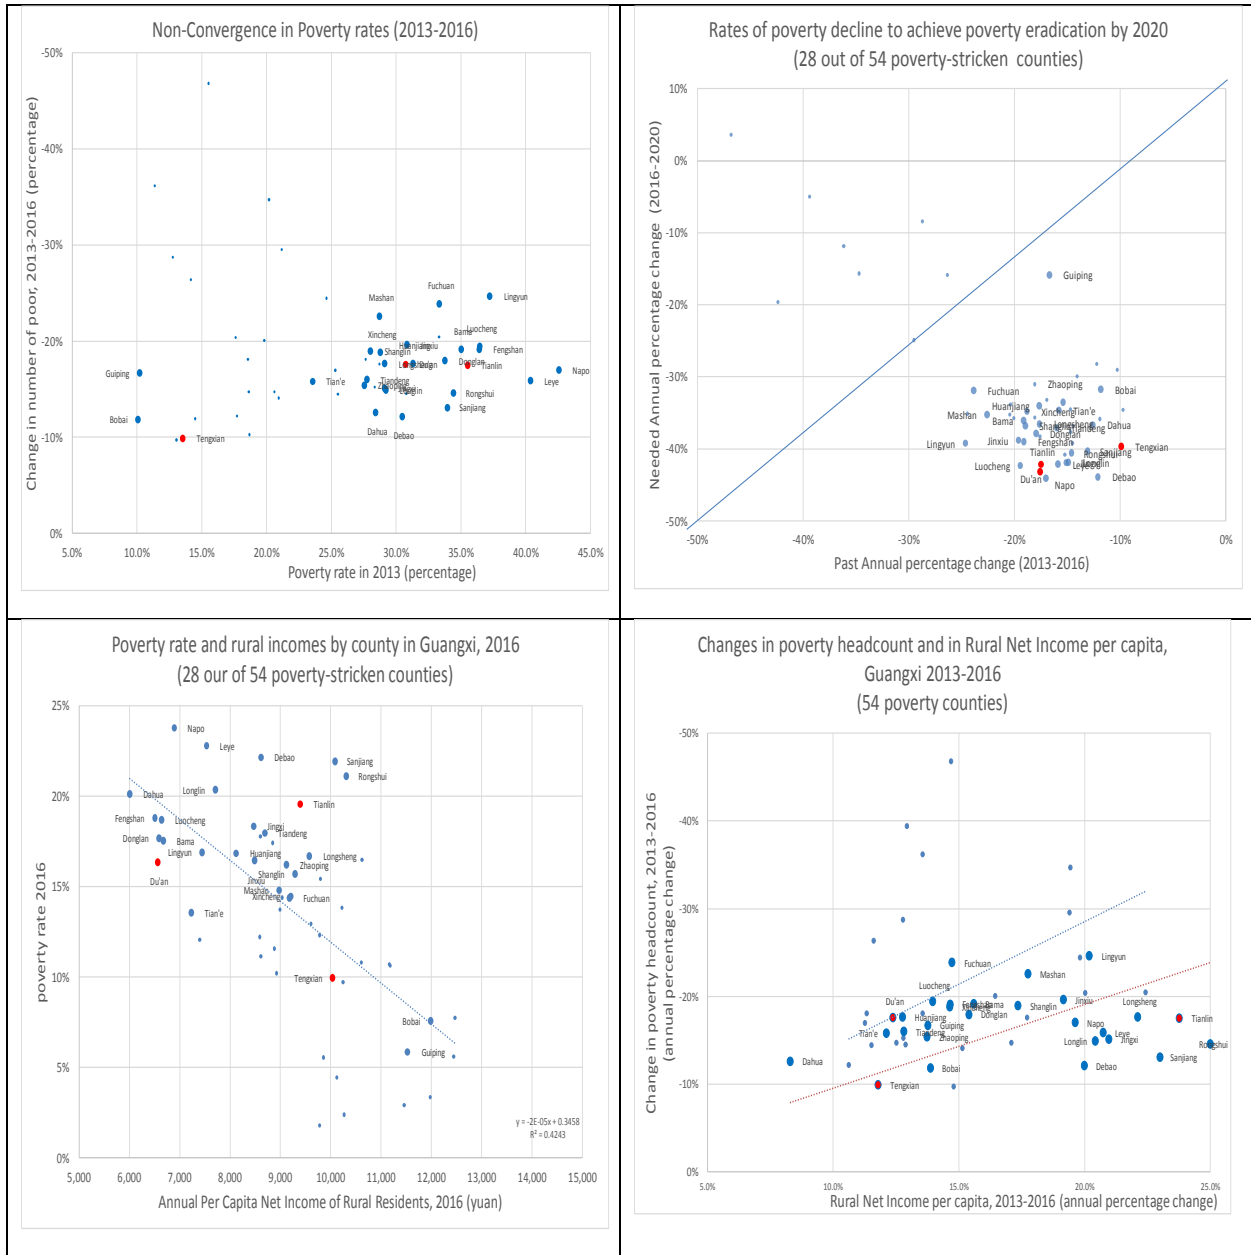 Non-Convergence in Poverty rates (2013-2016)
Change in number of poor, 2013-2016 (percentage)
-50%
-40%
-30%
-20%
-10%
0%
Fuchuan
Lingyun
Mashan
Bama
Luocheng
Xincheng
Huanjiang
Jinxiu
Shanglin
Fengshan
Donglan
Longsheng
Du'an
Tianlin
Napo
Guiping
Tian'e
Tiandeng
Zhaoping
Jingxi
Longlin
Leye
Rongshui
Sanjiang
Bobai
Dahua
Debao
Tengxian
5.0%
10.0%
15.0%
20.0%
25.0%
30.0%
35.0%
40.0%
45.0%
Poverty rate in 2013 (percentage)
Rates of poverty decline to achieve poverty eradication by 2020
(28 out of 54 poverty-stricken counties)
Needed Annual percentage change (2016-2020)
10%
0%
-10%
-20%
-30%
-40%
-50%
Guiping
Fuchuan
Zhaoping
Bobai
Mashan
Huanjiang
Xincheng
Tian'e
Bama
Shanglin
Longsheng
Tiandeng
Dahua
Donglan
Lingyun
Jinxiu
Fengshan
Tengxian
Tianlin
Rongshui
Sanjiang
Luocheng
Leye
Longlin
Du'an
Napo
Debao
-50%
-40%
-30%
-20%
-10%
0%
Past Annual percentage change (2013-2016)
Poverty rate and rural incomes by county in Guangxi, 2016
(28 our of 54 poverty-stricken counties)
poverty rate 2016
25%
20%
15%
10%
5%
0%
Napo
Leye
Debao
Sanjiang
Rongshui
Dahua
Longlin
Tianlin
Fengshan
Luocheng
Jingxi
Tiandeng
Donglan
Bama
Lingyun
Huanjiang
Longsheng
Zhaoping
Shanglin
Du'an
Jinxiu
Mashan
Xincheng
Fuchuan
Tian'e
Tengxian
Bobai
Guiping
y = -2E-05x + 0.3458
R² = 0.4243
5,000
6,000
7,000
8,000
9,000
10,000
11,000
12,000
13,000
14,000
15,000
Annual Per Capita Net Income of Rural Residents, 2016 (yuan)
Changes in poverty headcount and in Rural Net Income per capita,
Guangxi 2013-2016
(54 poverty counties)
Change in poverty headcount, 2013-2016
(annual percentage change)
-50%
-40%
-30%
-20%
-10%
0%
Fuchuan
Lingyun
Mashan
Luocheng
Du'an
Fengshan
Bama
Xincheng
Shanglin
Jinxiu
Longsheng
Huanjiang
Donglan
Guiping
Napo
Tianlin
Tian'e
Tiandeng
Zhaoping
Longlin
Leye
Jingxi
Rongshui
Dahua
Bobai
Debao
Sanjiang
Tengxian
5.0%
10.0%
15.0%
20.0%
25.0%
Rural Net Income per capita, 2013-2016 (annual percentage change)